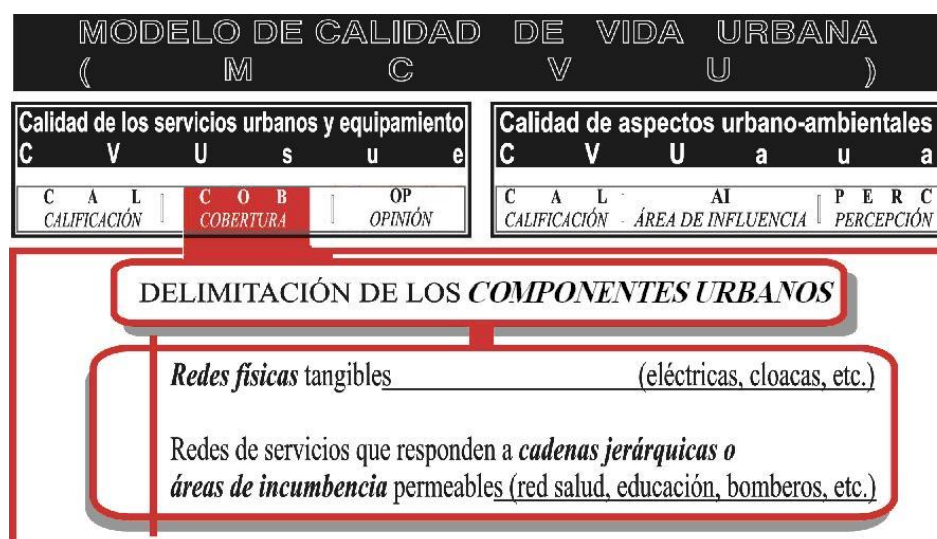 MODELO DE CALIDAD DE VIDA URBANA
( M C V U )
Calidad de los servicios urbanos y equipamiento
C V U s u e
C A L C O B OP
CALIFICACIÓN COBERTURA OPINIÓN
Calidad de aspectos urbano-ambientales
C V U a u a
C A L AI P E R C
CALIFICACIÓN ÁREA DE INFLUENCIA PERCEPCIÓN
DELIMITACIÓN DE LOS COMPONENTES URBANOS
Redes físicas tangibles (eléctricas, cloacas, etc.)
Redes de servicios que responden a cadenas jerárquicas o
áreas de incumbencia permeables (red salud, educación, bomberos, etc.)